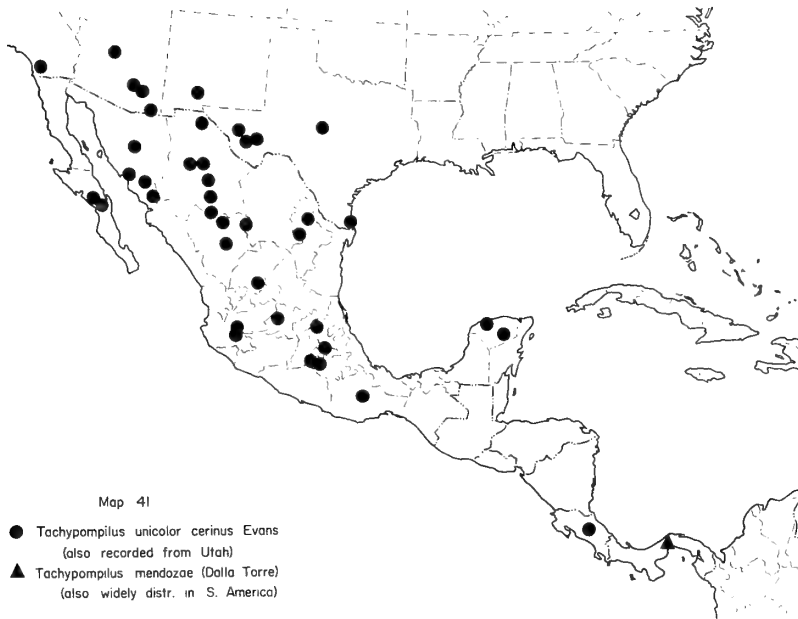 Map 41
Tachypompilus unicolor cerinus Evans
(also recorded from Utah)
Tachypompilus mendozae (Dalla Torre)
(also widely distr. in S. America)